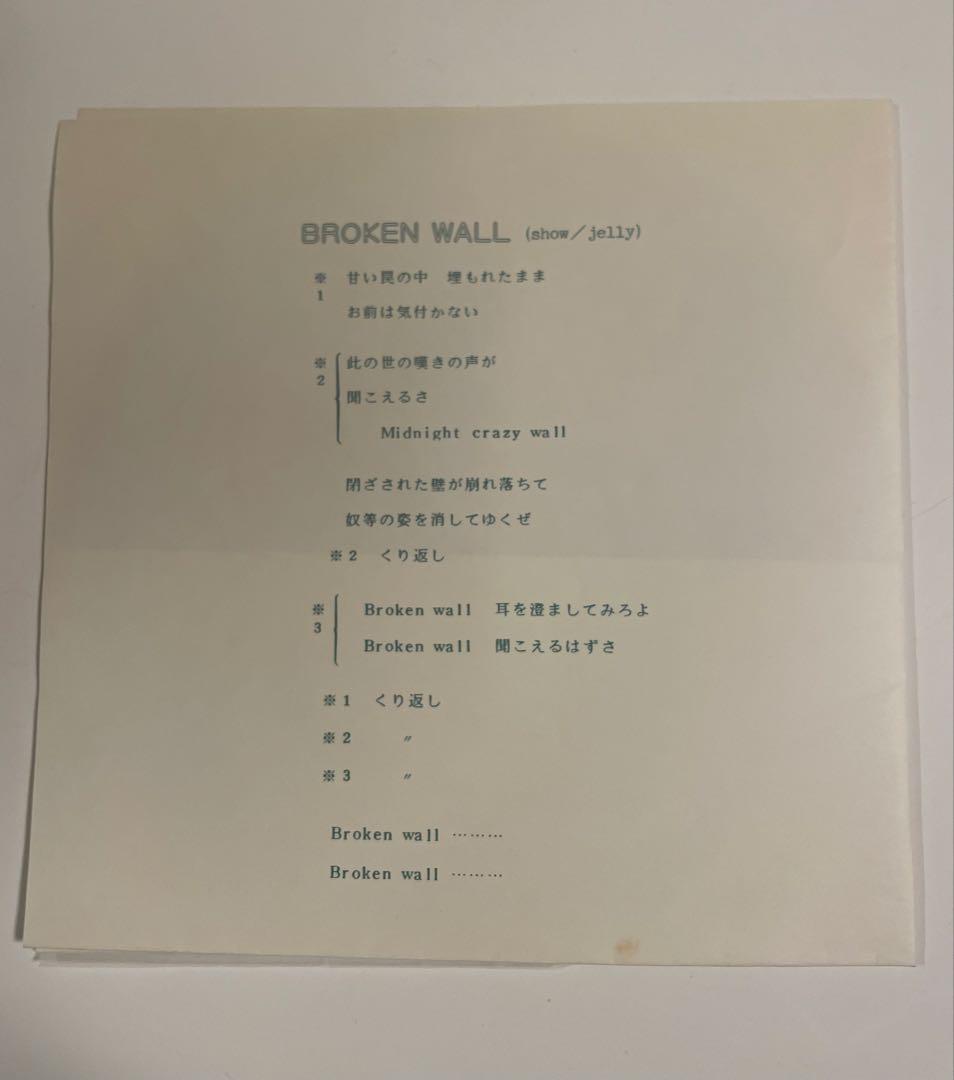 BROKEN WALL (show／jelly)
※1 甘い罠の中　埋もれたまま
お前は気付かない
※2 此の世の嘆きの声が
聞こえるさ
Midnight crazy wall
閉ざされた壁が崩れ落ちて
奴等の姿を消してゆくぜ
※2　くり返し
※3 Broken wall　耳を澄ましてみろよ
Broken wall　聞こえるはずさ
※1　くり返し
※2　〃
※3　〃
Broken wall ………
Broken wall ………